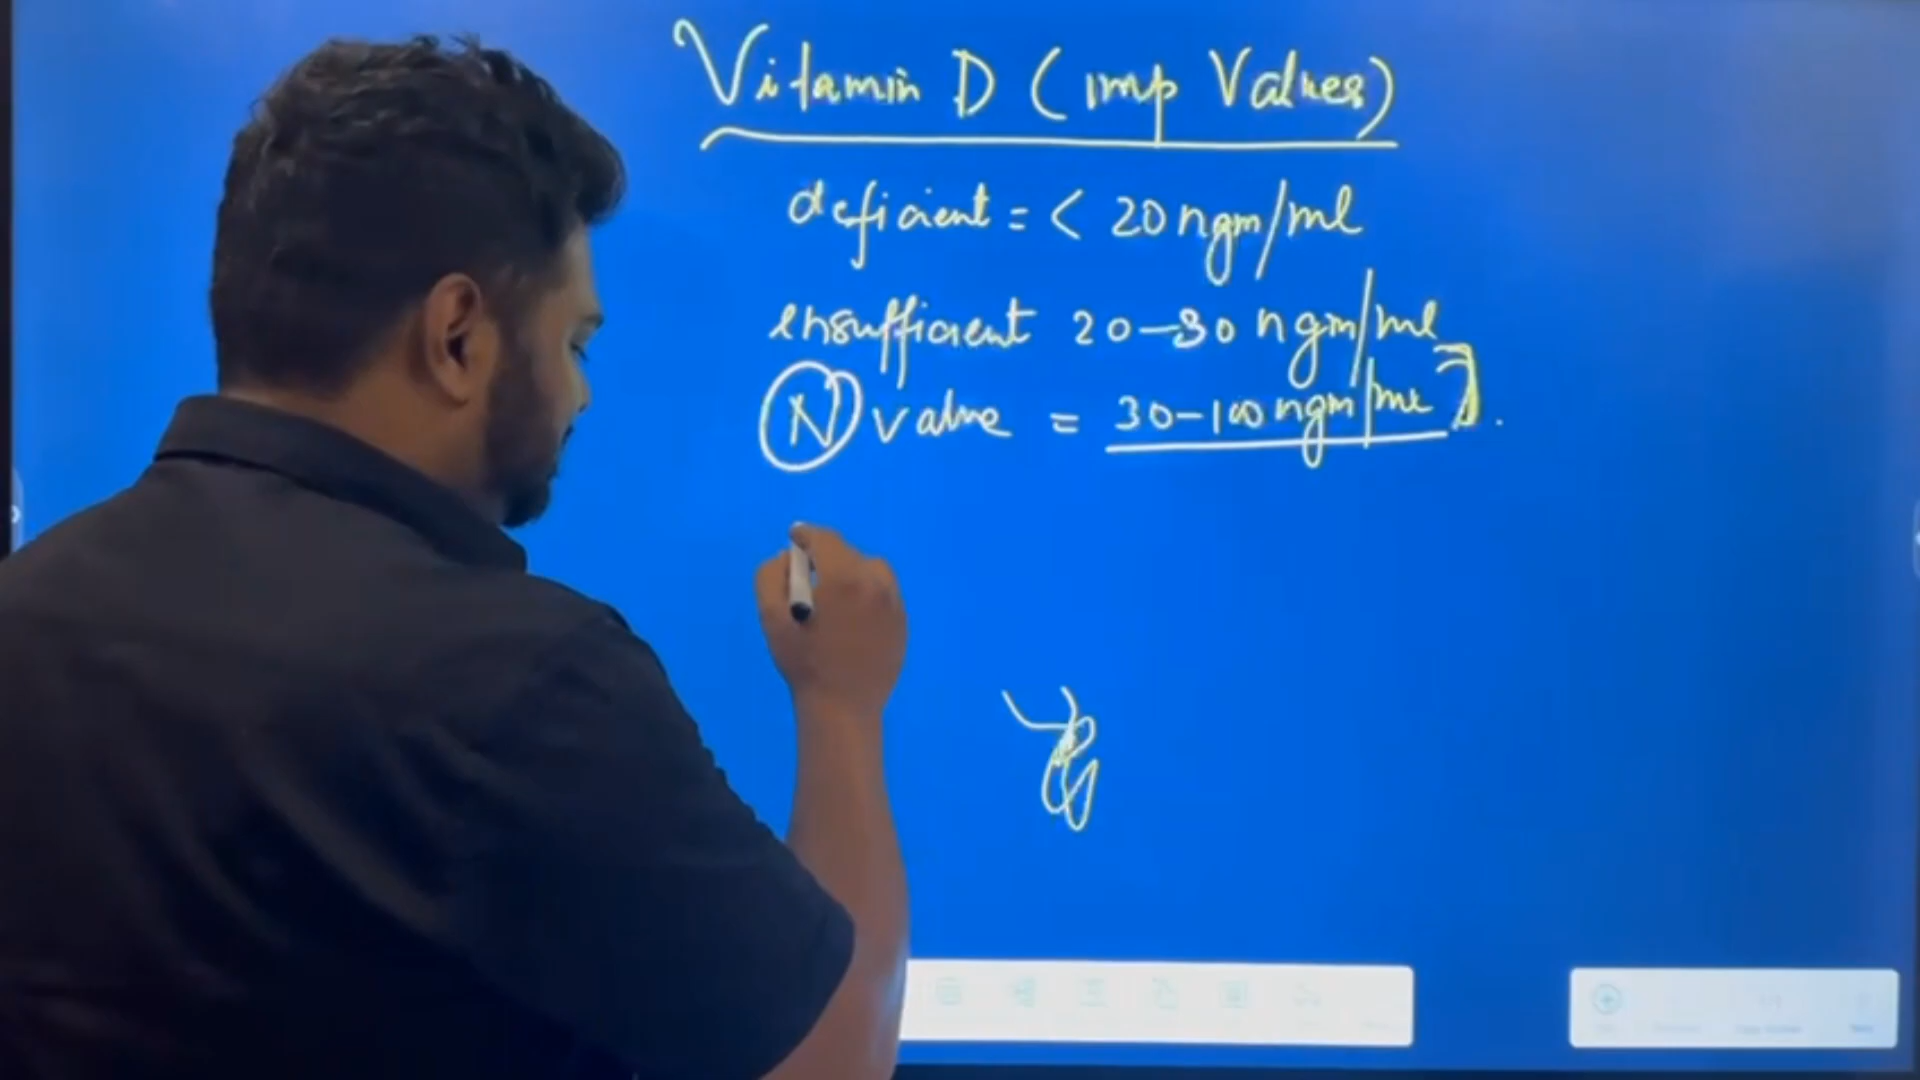 Vitamin D (imp Values)
deficient = < 20 ngm/ml
insufficient 20-30 ngm/ml
N value = 30-100 ngm/ml].